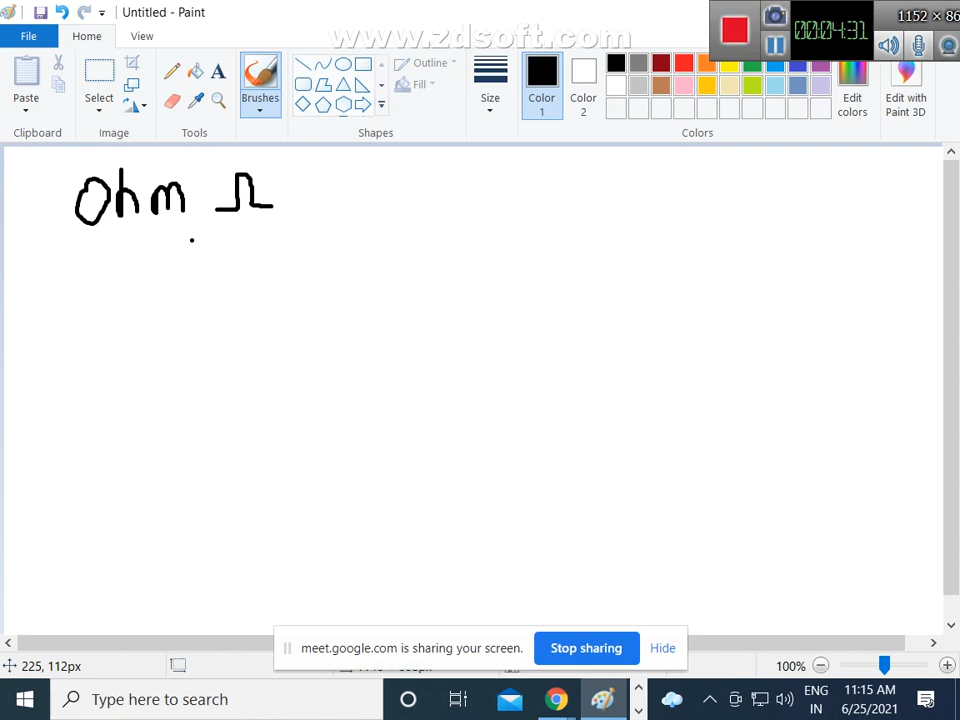 Untitled - Paint
www.zdsoft.com
00:04:31
1152 × 86
File Home View
Paste
Select
Brushes
Outline
Fill
Size
Color 1
Color 2
Edit colors
Edit with Paint 3D
Clipboard Image Tools Shapes Colors
Ohm Ω
meet.google.com is sharing your screen. Stop sharing Hide
225, 112px
100%
Type here to search
ENG
IN
11:15 AM
6/25/2021